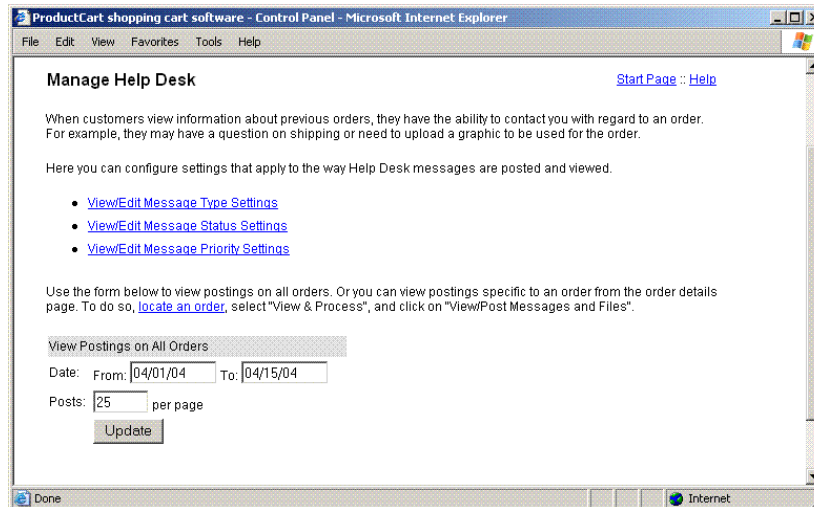 ProductCart shopping cart software - Control Panel - Microsoft Internet Explorer
File Edit View Favorites Tools Help
Manage Help Desk
Start Page :: Help
When customers view information about previous orders, they have the ability to contact you with regard to an order.
For example, they may have a question on shipping or need to upload a graphic to be used for the order.
Here you can configure settings that apply to the way Help Desk messages are posted and viewed.
• View/Edit Message Type Settings
• View/Edit Message Status Settings
• View/Edit Message Priority Settings
Use the form below to view postings on all orders. Or you can view postings specific to an order from the order details
page. To do so, locate an order, select "View & Process", and click on "View/Post Messages and Files".
View Postings on All Orders
Date: From: 04/01/04 To: 04/15/04
Posts: 25 per page
Update
Done
Internet